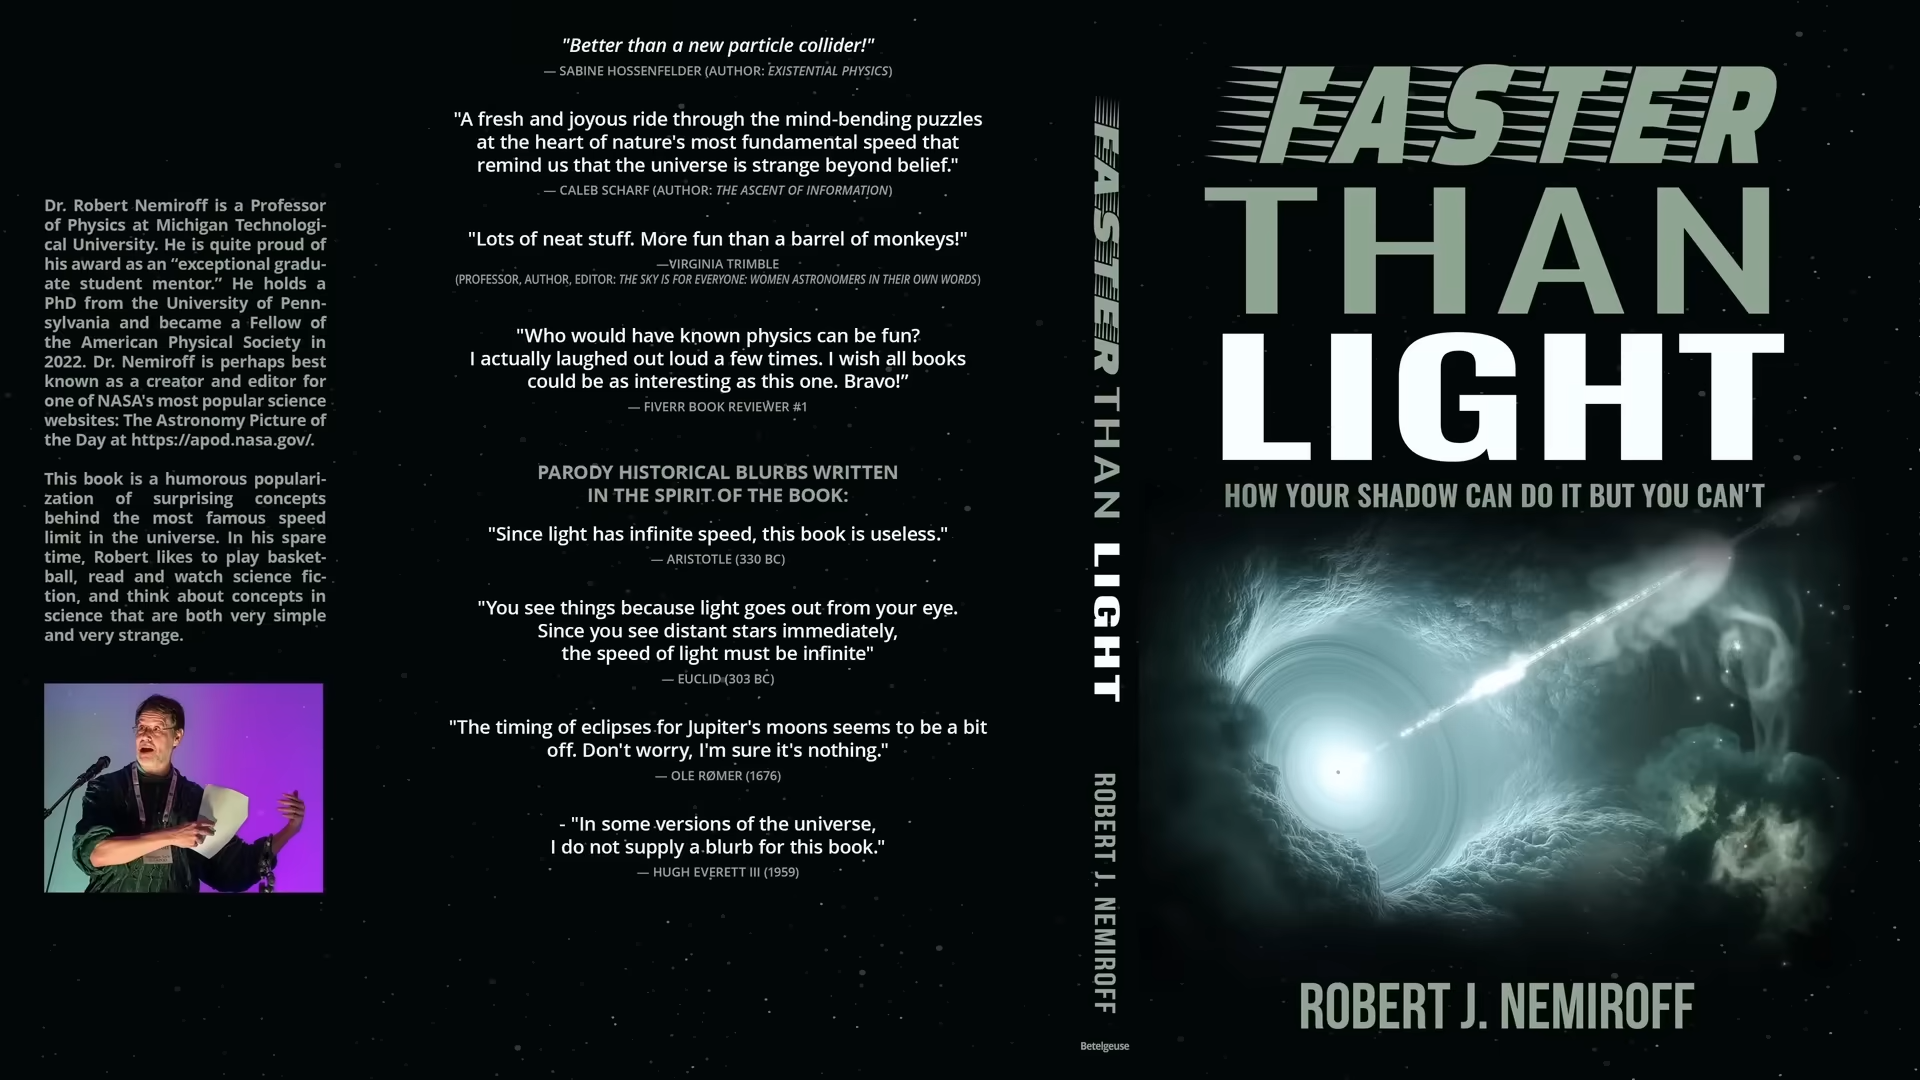 Dr. Robert Nemiroff is a Professor
of Physics at Michigan Technologi-
cal University. He is quite proud of
his award as an “exceptional gradu-
ate student mentor.” He holds a
PhD from the University of Penn-
sylvania and became a Fellow of
the American Physical Society in
2022. Dr. Nemiroff is perhaps best
known as a creator and editor for
one of NASA's most popular science
websites: The Astronomy Picture of
the Day at https://apod.nasa.gov/.
This book is a humorous populari-
zation of surprising concepts
behind the most famous speed
limit in the universe. In his spare
time, Robert likes to play basket-
ball, read and watch science fic-
tion, and think about concepts in
science that are both very simple
and very strange.
"Better than a new particle collider!"
— SABINE HOSSENFELDER (AUTHOR: EXISTENTIAL PHYSICS)
"A fresh and joyous ride through the mind-bending puzzles
at the heart of nature's most fundamental speed that
remind us that the universe is strange beyond belief."
— CALEB SCHARF (AUTHOR: THE ASCENT OF INFORMATION)
"Lots of neat stuff. More fun than a barrel of monkeys!"
—VIRGINIA TRIMBLE
(PROFESSOR, AUTHOR, EDITOR: THE SKY IS FOR EVERYONE: WOMEN ASTRONOMERS IN THEIR OWN WORDS)
"Who would have known physics can be fun?
I actually laughed out loud a few times. I wish all books
could be as interesting as this one. Bravo!”
— FIVERR BOOK REVIEWER #1
PARODY HISTORICAL BLURBS WRITTEN
IN THE SPIRIT OF THE BOOK:
"Since light has infinite speed, this book is useless."
— ARISTOTLE (330 BC)
"You see things because light goes out from your eye.
Since you see distant stars immediately,
the speed of light must be infinite"
— EUCLID (303 BC)
"The timing of eclipses for Jupiter's moons seems to be a bit
off. Don't worry, I'm sure it's nothing."
— OLE RØMER (1676)
- "In some versions of the universe,
I do not supply a blurb for this book."
— HUGH EVERETT III (1959)
FASTER THAN LIGHT ROBERT J. NEMIROFF
Betelgeuse
FASTER
THAN
LIGHT
HOW YOUR SHADOW CAN DO IT BUT YOU CAN'T
ROBERT J. NEMIROFF